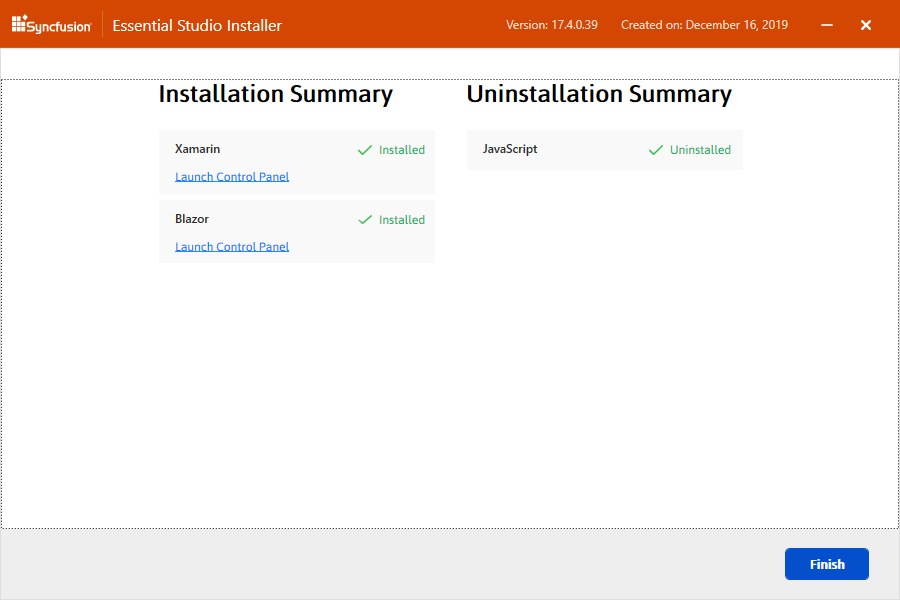 Syncfusion Essential Studio Installer Version: 17.4.0.39 Created on: December 16, 2019
Installation Summary
Xamarin Installed
Launch Control Panel
Blazor Installed
Launch Control Panel
Uninstallation Summary
JavaScript Uninstalled
Finish